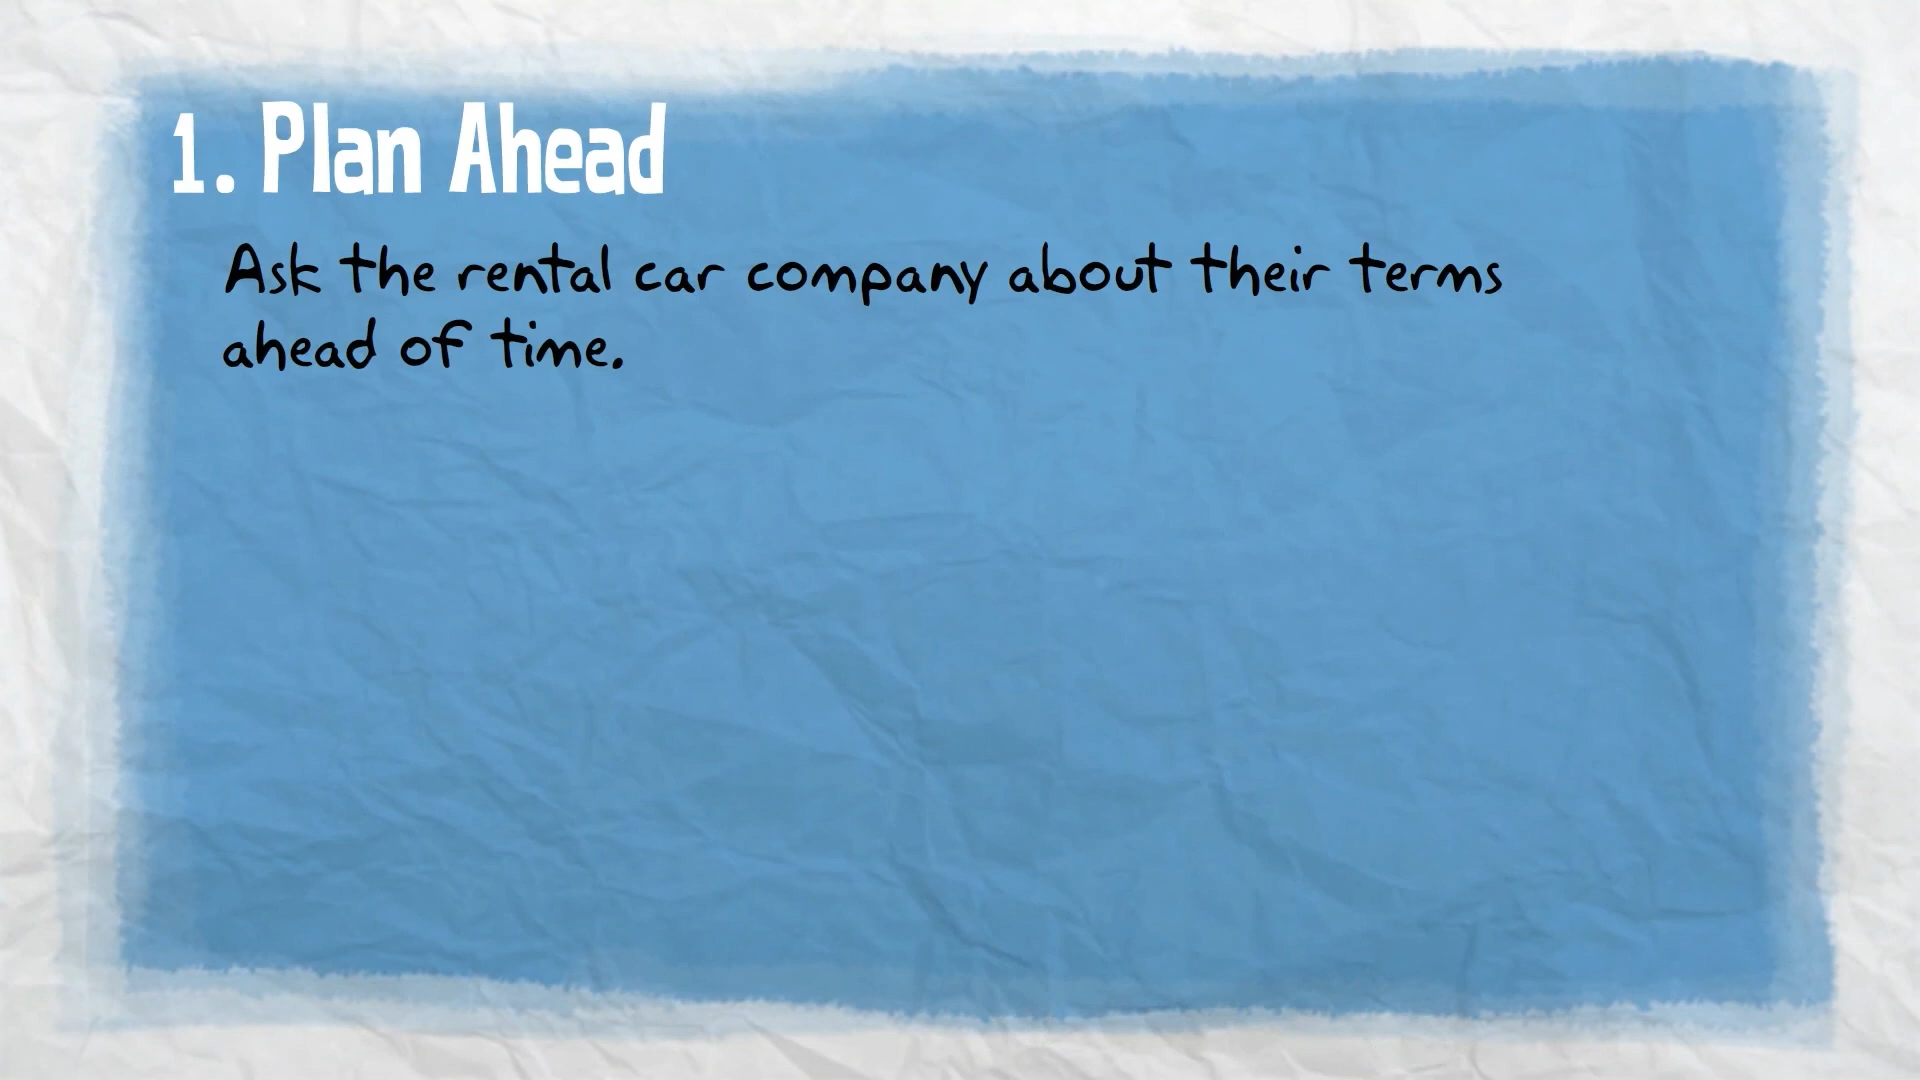 1. Plan Ahead
Ask the rental car company about their terms
ahead of time.